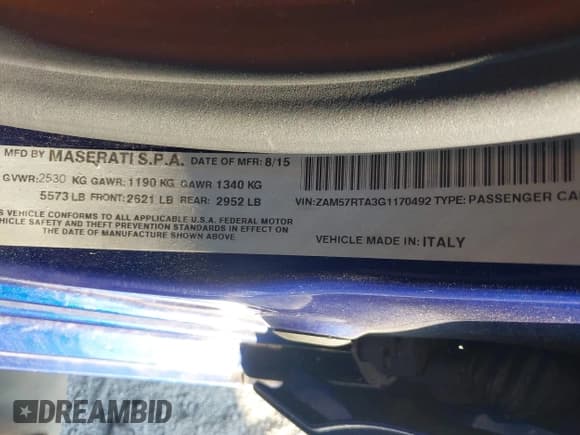 MFD BY MASERATI S.P.A. DATE OF MFR: 8/15
GVWR:2530 KG GAWR: 1190 KG GAWR 1340 KG
5573 LB FRONT: 2621 LB REAR: 2952 LB
VEHICLE CONFORMS TO ALL APPLICABLE U.S.A. FEDERAL MOTOR
VEHICLE SAFETY AND THEFT PREVENTION STANDARDS IN EFFECT ON
THE DATE OF MANUFACTURE SHOWN ABOVE
VIN:ZAM57RTA3G1170492 TYPE: PASSENGER CA
VEHICLE MADE IN: ITALY
DREAMBID